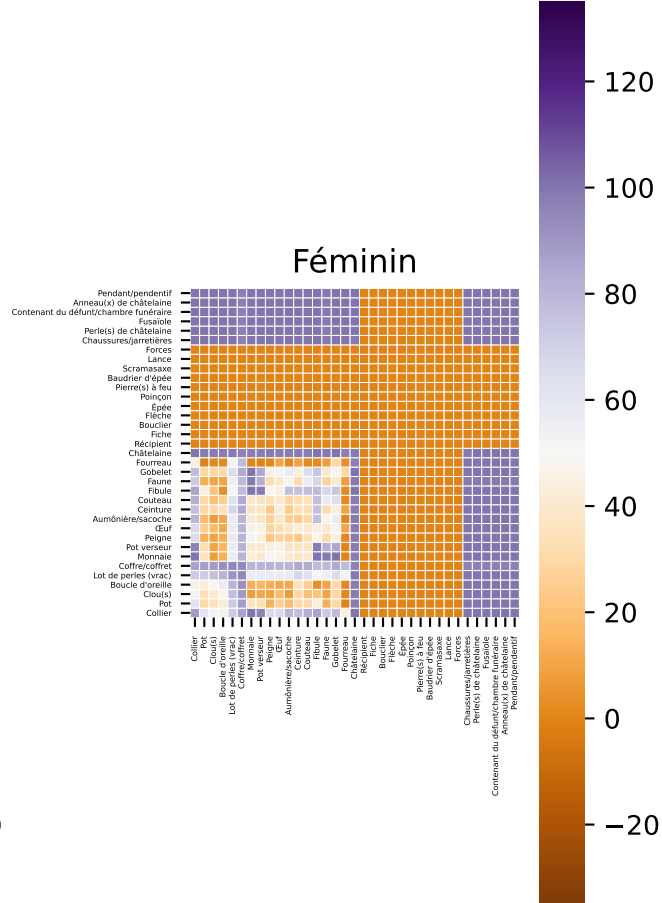 Féminin
Pendant/pendentif
Anneau(x) de châtelaine
Contenant du défunt/chambre funéraire
Fusaïole
Perle(s) de châtelaine
Chaussures/jarretières
Forces
Lance
Scramasaxe
Baudrier d'épée
Pierre(s) à feu
Poinçon
Épée
Flèche
Bouclier
Fiche
Récipient
Châtelaine
Fourreau
Gobelet
Faune
Fibule
Couteau
Ceinture
Aumônière/sacoche
Œuf
Peigne
Pot verseur
Monnaie
Coffre/coffret
Lot de perles (vrac)
Boucle d'oreille
Clou(s)
Pot
Collier
Collier
Pot
Clou(s)
Boucle d'oreille
Lot de perles (vrac)
Coffre/coffret
Monnaie
Pot verseur
Peigne
Œuf
Aumônière/sacoche
Ceinture
Couteau
Fibule
Faune
Gobelet
Fourreau
Châtelaine
Récipient
Fiche
Bouclier
Flèche
Épée
Poinçon
Pierre(s) à feu
Baudrier d'épée
Scramasaxe
Lance
Forces
Chaussures/jarretières
Perle(s) de châtelaine
Fusaïole
Contenant du défunt/chambre funéraire
Anneau(x) de châtelaine
Pendant/pendentif
120
100
80
60
40
20
0
−20